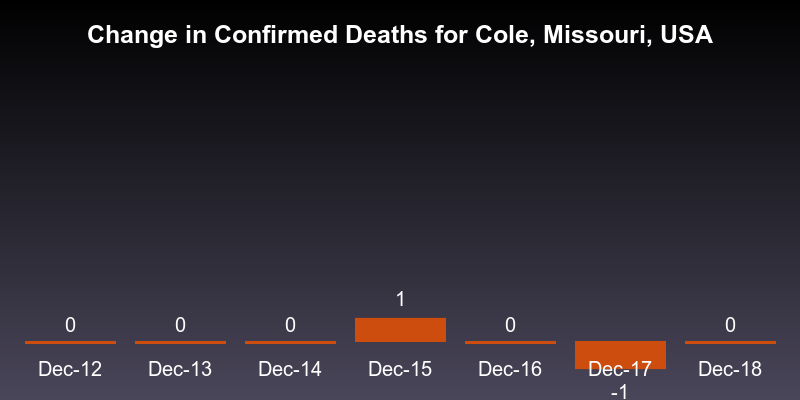 Change in Confirmed Deaths for Cole, Missouri, USA
1
0 0 0 0 0
Dec-12 Dec-13 Dec-14 Dec-15 Dec-16 Dec-17 Dec-18
-1